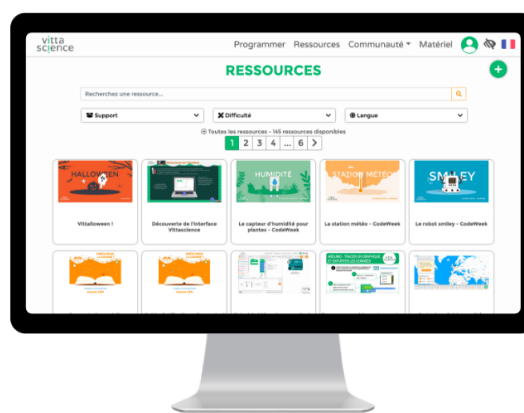 vitta
science
Programmer Ressources Communauté Matériel
RESSOURCES
Recherchez une ressource...
Support Difficulté Langue
Toutes les ressources - 145 ressources disponibles
1 2 3 4 ... 6 >
HALLOWEEN
HUMIDITÉ
STATION MÉTÉO
SMILEY
Vittalloween !
Découverte de l'interface
Vittascience
Le capteur d'humidité pour
plantes - CodeWeek
La station météo - CodeWeek
Le robot smiley - CodeWeek